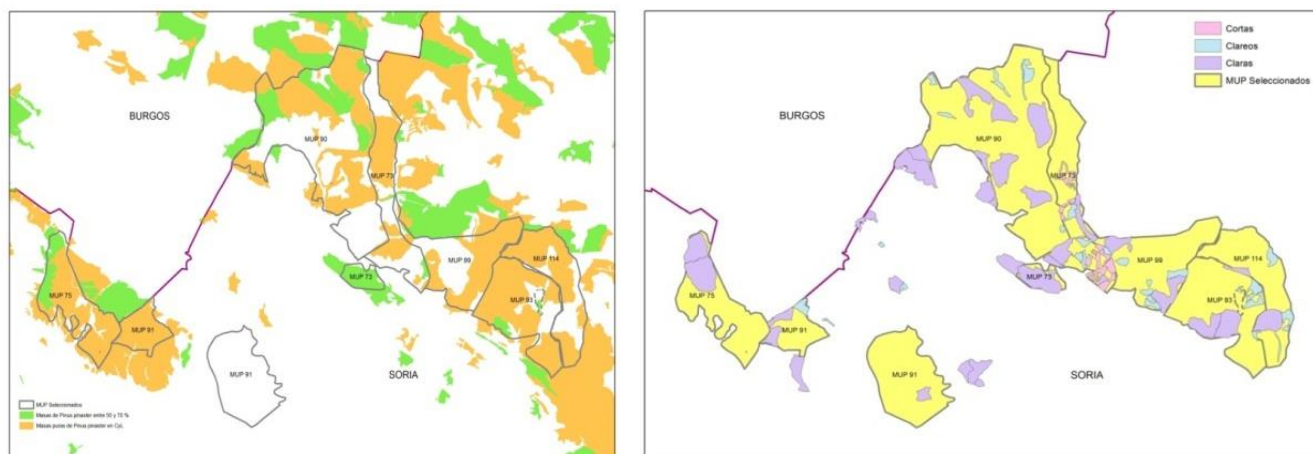 BURGOS
MUP 90
MUP 73
MUP 99
MUP 114
MUP 73
MUP 93
MUP 75
MUP 91
MUP 91
SORIA
MUP Seleccionados
Masas de Pinus pinaster entre 50 y 70 %
Masas puras de Pinus pinaster en CyL
Cortas
Clareos
Claras
MUP Seleccionados
BURGOS
MUP 90
MUP 73
MUP 99
MUP 114
MUP 73
MUP 93
MUP 75
MUP 91
MUP 91
SORIA